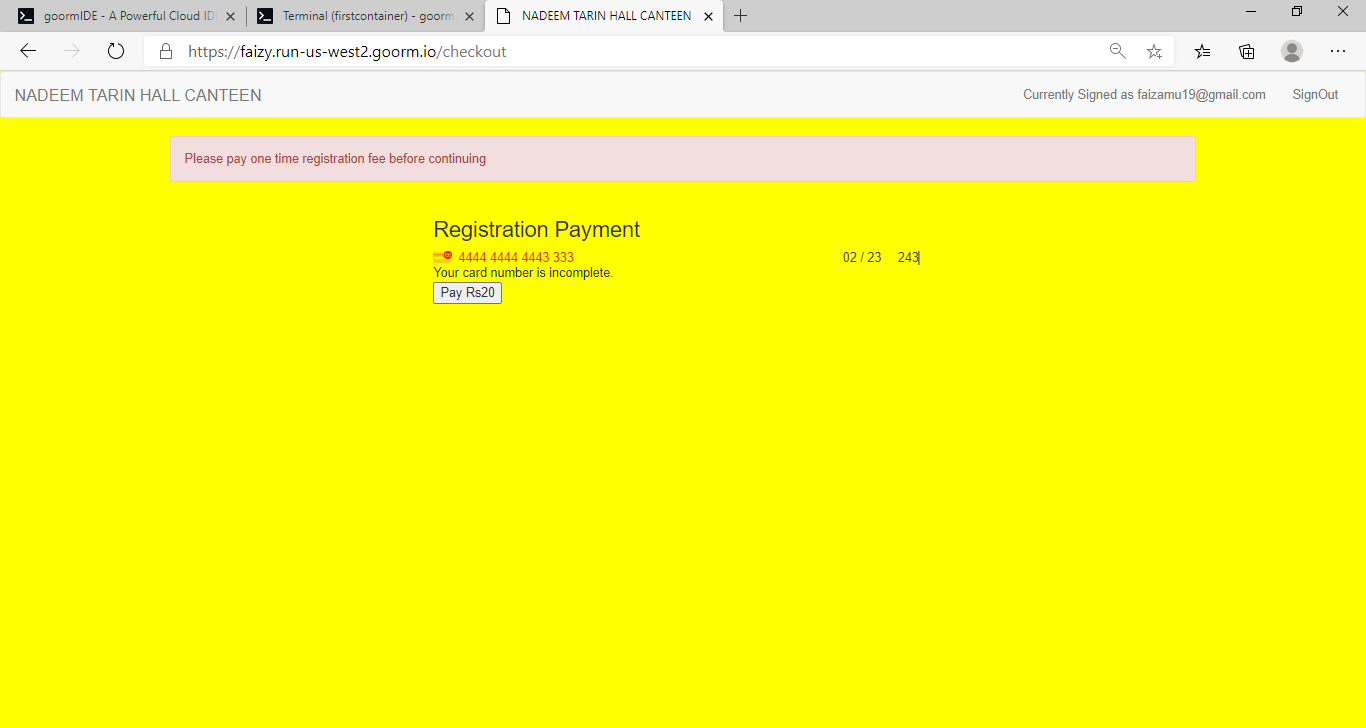 goormIDE - A Powerful Cloud ID
Terminal (firstcontainer) - goorm
NADEEM TARIN HALL CANTEEN
https://faizy.run-us-west2.goorm.io/checkout
NADEEM TARIN HALL CANTEEN
Currently Signed as faizamu19@gmail.com
SignOut
Please pay one time registration fee before continuing
Registration Payment
4444 4444 4443 333 02 / 23 243
Your card number is incomplete.
Pay Rs20